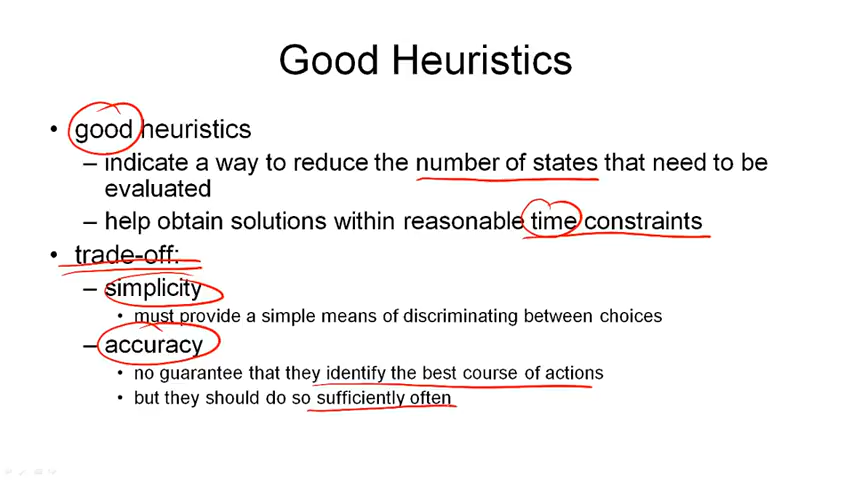 Good Heuristics
• good heuristics
– indicate a way to reduce the number of states that need to be
evaluated
– help obtain solutions within reasonable time constraints
• trade-off:
– simplicity
• must provide a simple means of discriminating between choices
– accuracy
• no guarantee that they identify the best course of actions
• but they should do so sufficiently often